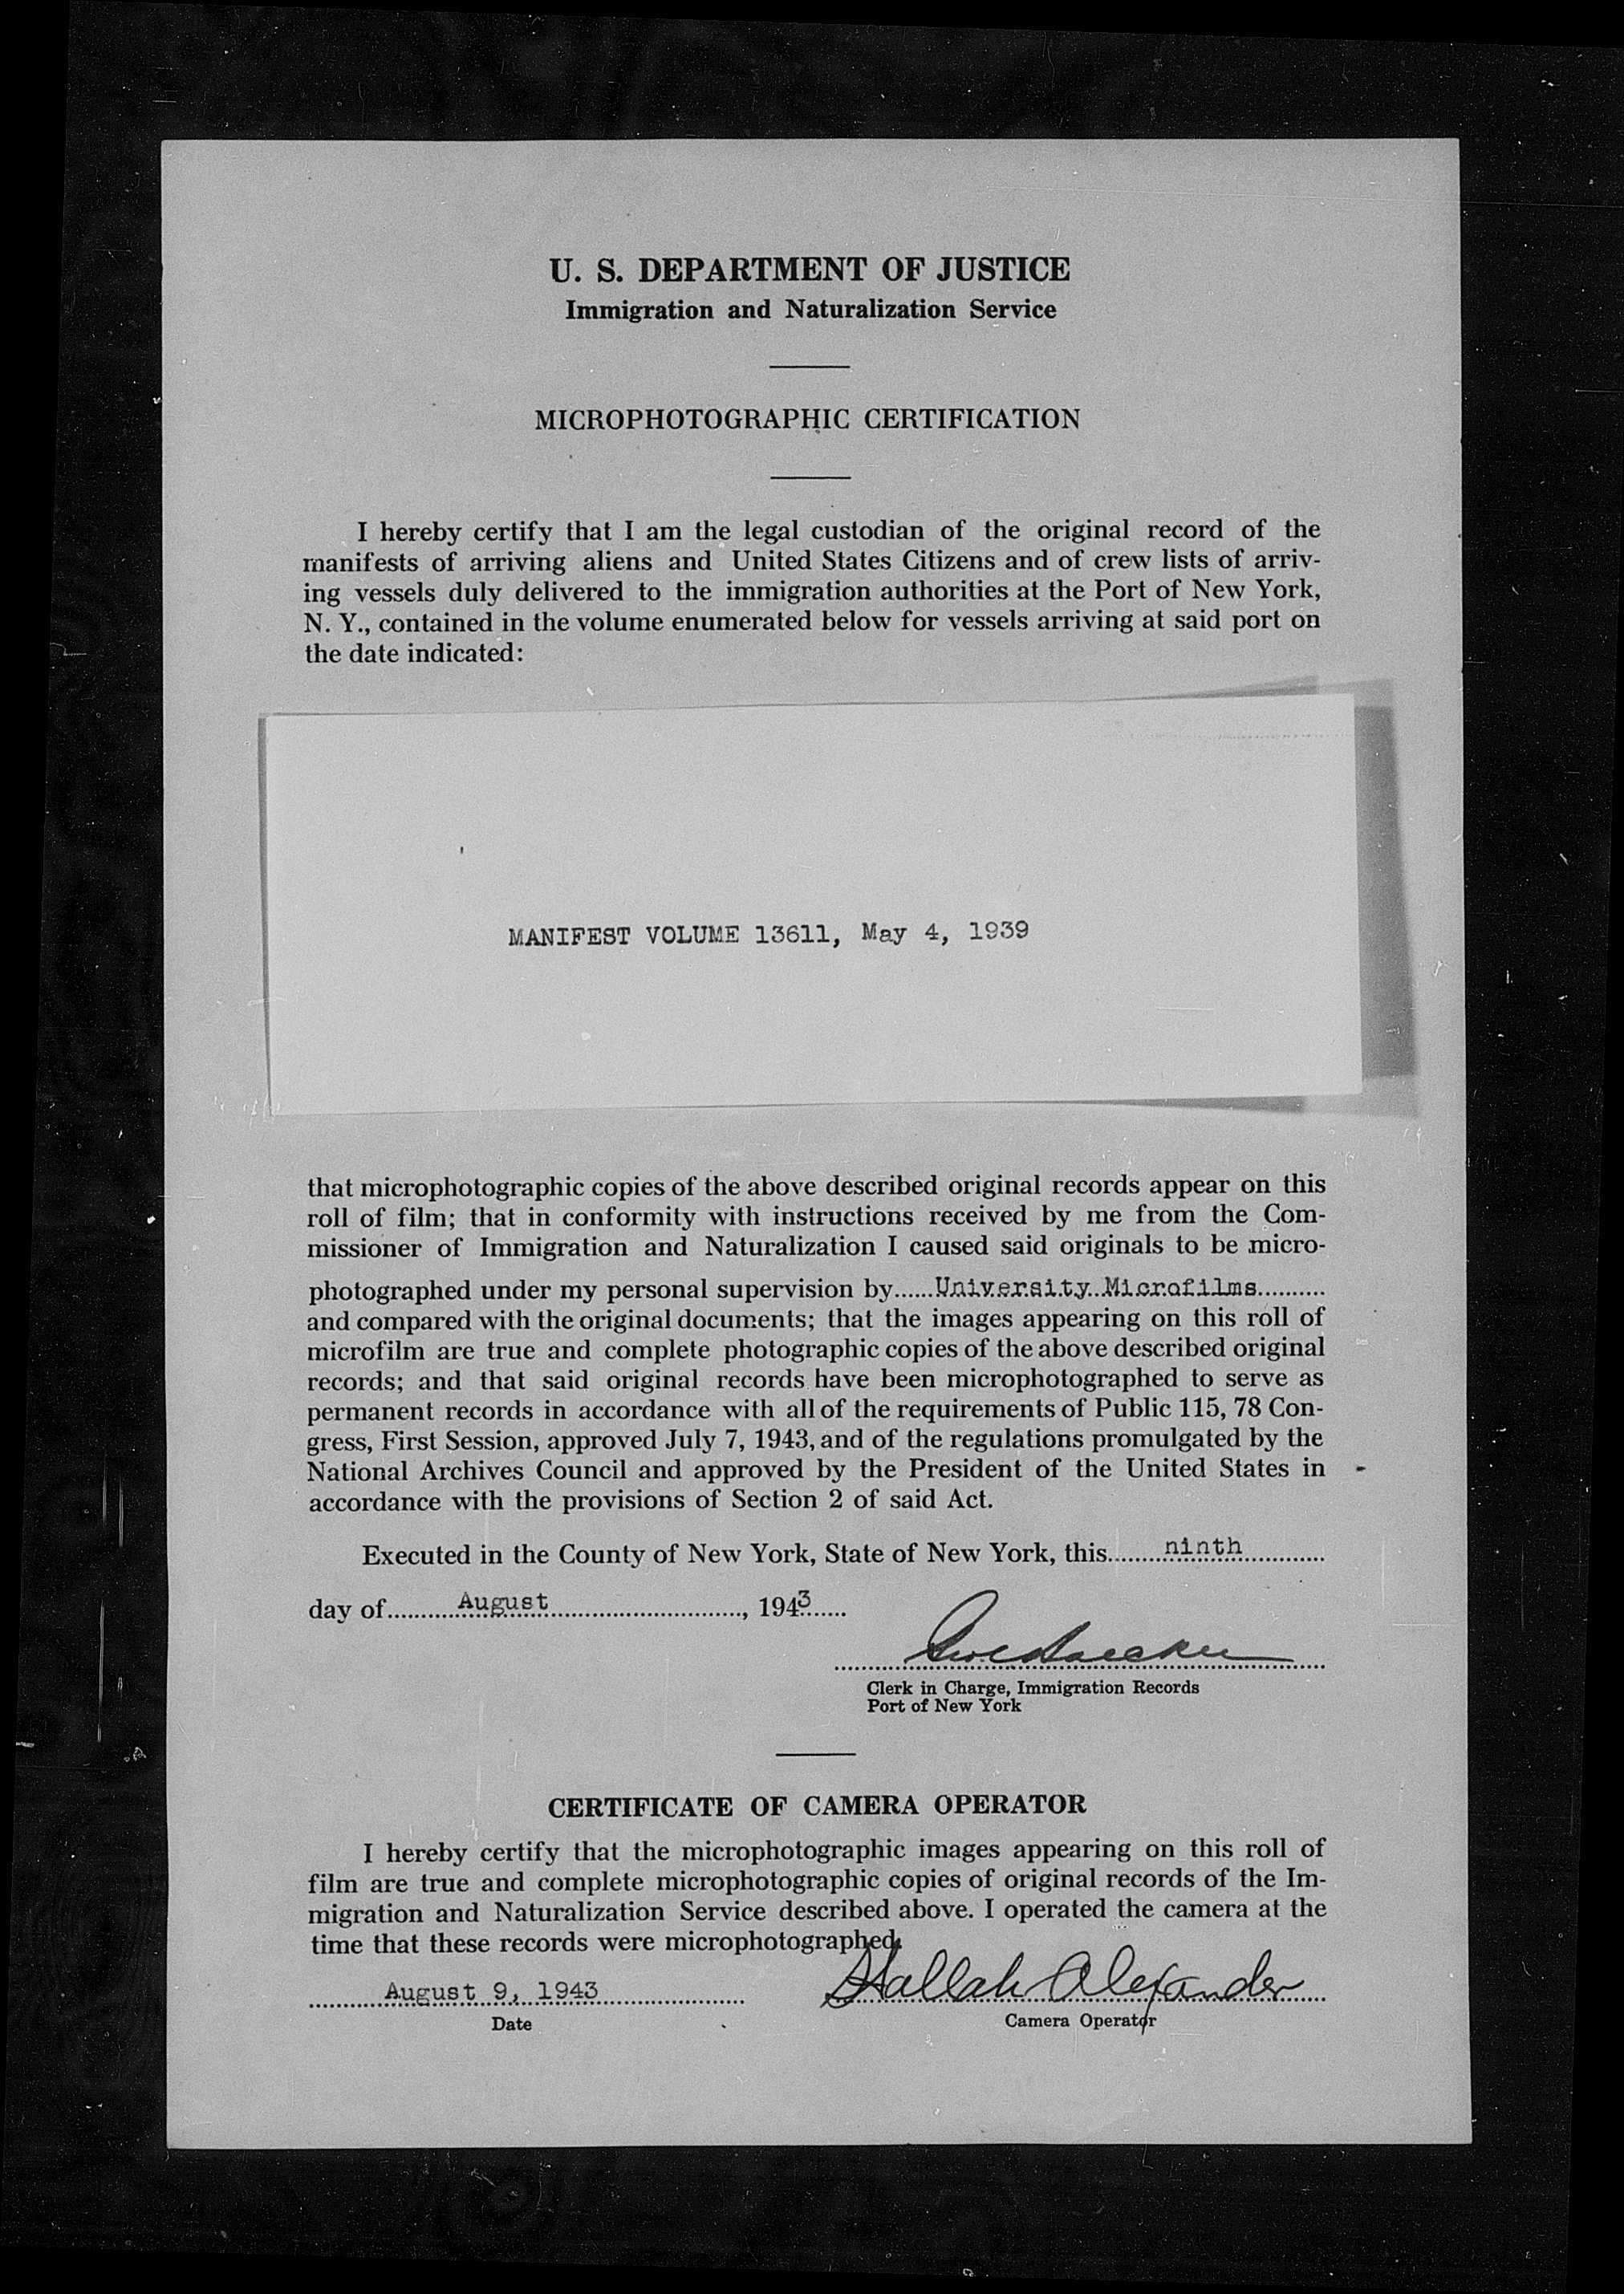 U. S. DEPARTMENT OF JUSTICE
Immigration and Naturalization Service
MICROPHOTOGRAPHIC CERTIFICATION
I hereby certify that I am the legal custodian of the original record of the
manifests of arriving aliens and United States Citizens and of crew lists of arriv-
ing vessels duly delivered to the immigration authorities at the Port of New York,
N. Y., contained in the volume enumerated below for vessels arriving at said port on
the date indicated:
MANIFEST VOLUME 13611, May 4, 1939
that microphotographic copies of the above described original records appear on this
roll of film; that in conformity with instructions received by me from the Com-
missioner of Immigration and Naturalization I caused said originals to be micro-
photographed under my personal supervision by......University Microfilms..........
and compared with the original documents; that the images appearing on this roll of
microfilm are true and complete photographic copies of the above described original
records; and that said original records have been microphotographed to serve as
permanent records in accordance with all of the requirements of Public 115, 78 Con-
gress, First Session, approved July 7, 1943, and of the regulations promulgated by the
National Archives Council and approved by the President of the United States in
accordance with the provisions of Section 2 of said Act.
Executed in the County of New York, State of New York, this ninth
day of August, 1943
Clerk in Charge, Immigration Records
Port of New York
CERTIFICATE OF CAMERA OPERATOR
I hereby certify that the microphotographic images appearing on this roll of
film are true and complete microphotographic copies of original records of the Im-
migration and Naturalization Service described above. I operated the camera at the
time that these records were microphotographed.
August 9, 1943 Alexander
Date Camera Operator